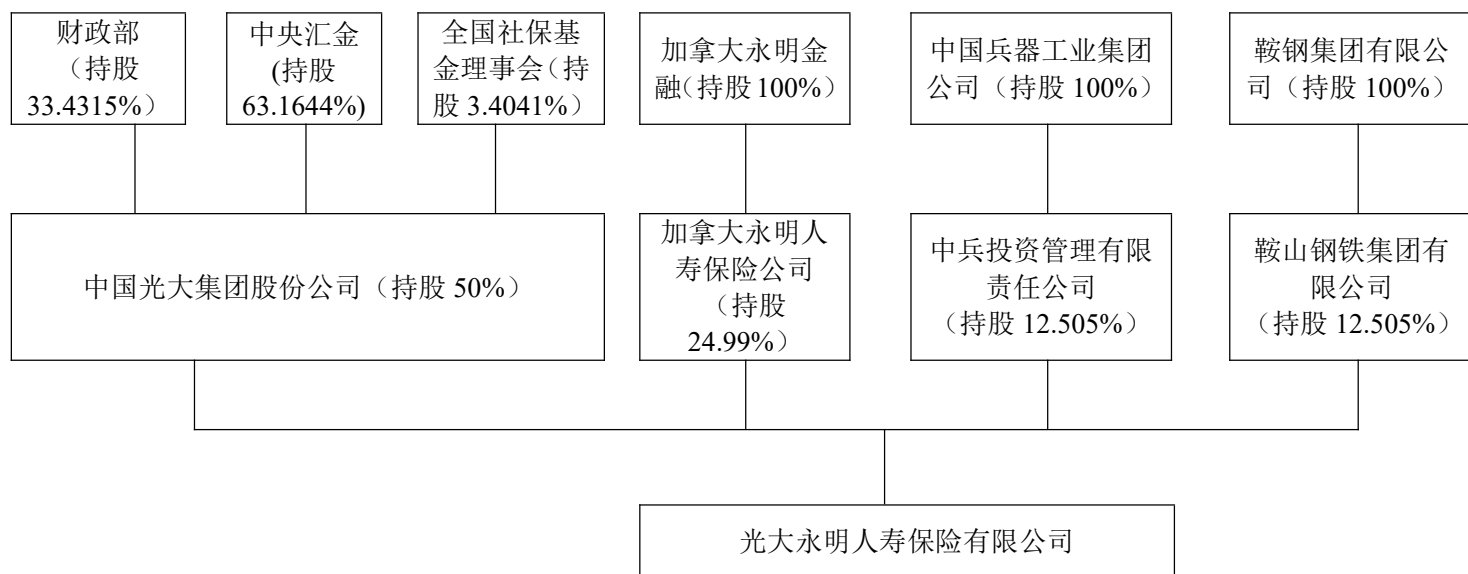 财政部
（持股
33.4315%）
中央汇金
(持股
63.1644%)
全国社保基
金理事会（持
股 3.4041%）
加拿大永明金
融（持股 100%）
中国兵器工业集团
公司（持股 100%）
鞍钢集团有限公
司（持股 100%）
中国光大集团股份公司（持股 50%）
加拿大永明人
寿保险公司
（持股
24.99%）
中兵投资管理有限
责任公司
（持股 12.505%）
鞍山钢铁集团有
限公司
（持股 12.505%）
光大永明人寿保险有限公司